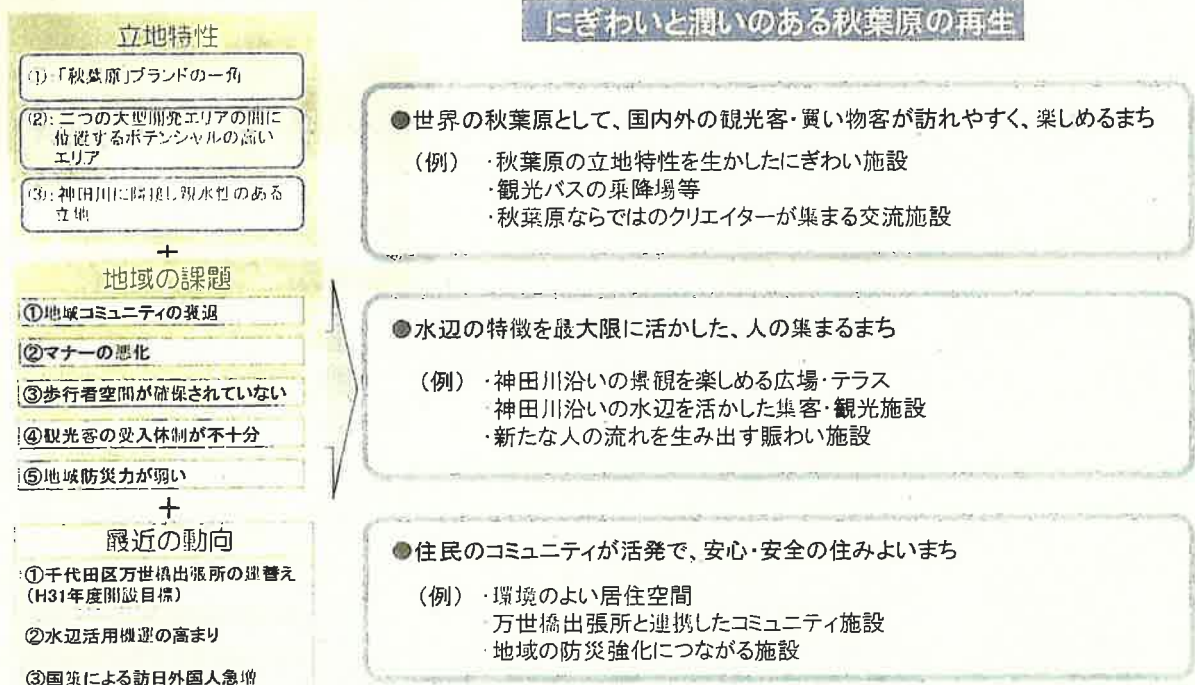 にぎわいと潤いのある秋葉原の再生
立地特性
(1):「秋葉原」ブランドの一角
(2): 二つの大型開発エリアの間に
位置するポテンシャルの高い
エリア
(3): 神田川に隣接し親水性のある
立地
+
地域の課題
①地域コミュニティの衰退
②マナーの悪化
③歩行者空間が確保されていない
④観光客の受入体制が不十分
⑤地域防災力が弱い
+
最近の動向
①千代田区万世橋出張所の建替え
(H31年度開設目標)
②水辺活用機運の高まり
③国策による訪日外国人急増
●世界の秋葉原として、国内外の観光客・買い物客が訪れやすく、楽しめるまち
(例) ・秋葉原の立地特性を生かしたにぎわい施設
・観光バスの乗降場等
・秋葉原ならではのクリエイターが集まる交流施設
●水辺の特徴を最大限に活かした、人の集まるまち
(例) ・神田川沿いの景観を楽しめる広場・テラス
・神田川沿いの水辺を活かした集客・観光施設
・新たな人の流れを生み出す賑わい施設
●住民のコミュニティが活発で、安心・安全の住みよいまち
(例) ・環境のよい居住空間
・万世橋出張所と連携したコミュニティ施設
・地域の防災強化につながる施設